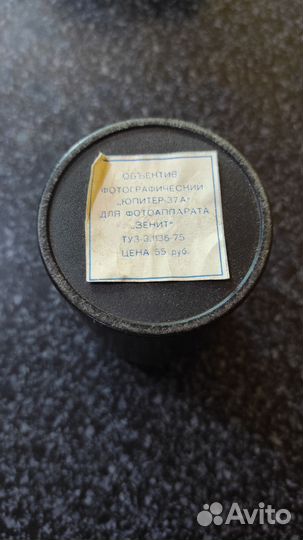 ОБЪЕКТИВ
ФОТОГРАФИЧЕСКИЙ
„ЮПИТЕР-37А“
ДЛЯ ФОТОАППАРАТА
„ЗЕНИТ“
ТУ3-3.1136-75
ЦЕНА 55 руб.
Avito